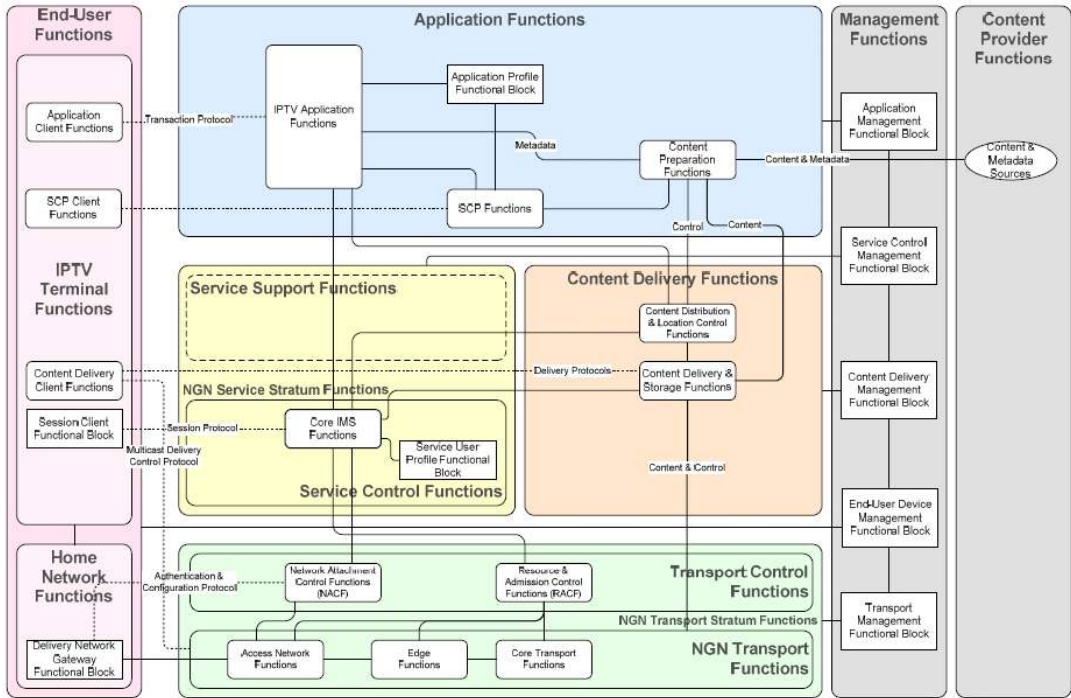 End-User
Functions
Application Functions
Management
Functions
Content
Provider
Functions
Application
Client Functions
Transaction Protocol
IPTV Application
Functions
Application Profile
Functional Block
Metadata
Content
Preparation
Functions
Content & Metadata
Application
Management
Functional Block
Content &
Metadata
Sources
SCP Client
Functions
SCP Functions
Control
Content
Service Control
Management
Functional Block
IPTV
Terminal
Functions
Service Support Functions
Content Delivery Functions
Content Distribution
& Location Control
Functions
Content Delivery
Client Functions
Delivery Protocols
Content Delivery &
Storage Functions
Content Delivery
Management
Functional Block
NGN Service Stratum Functions
Session Client
Functional Block
Session Protocol
Core IMS
Functions
Multicast Delivery
Control Protocol
Service User
Profile Functional
Block
Content & Control
Service Control Functions
End-User Device
Management
Functional Block
Home
Network
Functions
Authentication &
Configuration Protocol
Network Attachment
Control Functions
(NACF)
Resource &
Admission Control
Functions (RACF)
Transport Control
Functions
NGN Transport Stratum Functions
Transport
Management
Functional Block
Delivery Network
Gateway
Functional Block
Access Network
Functions
Edge
Functions
Core Transport
Functions
NGN Transport
Functions